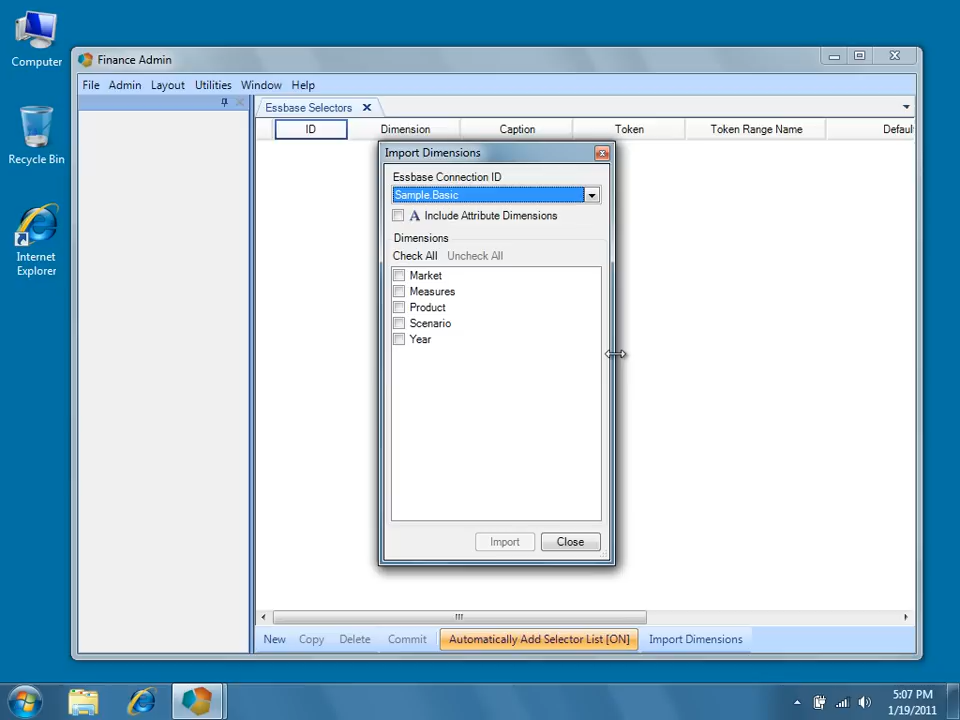 Computer
Recycle Bin
Internet
Explorer
Finance Admin
File Admin Layout Utilities Window Help
Essbase Selectors
ID Dimension Caption Token Token Range Name Defaul
Import Dimensions
Essbase Connection ID
Sample.Basic
A Include Attribute Dimensions
Dimensions
Check All Uncheck All
Market
Measures
Product
Scenario
Year
Import Close
New Copy Delete Commit Automatically Add Selector List [ON] Import Dimensions
5:07 PM
1/19/2011